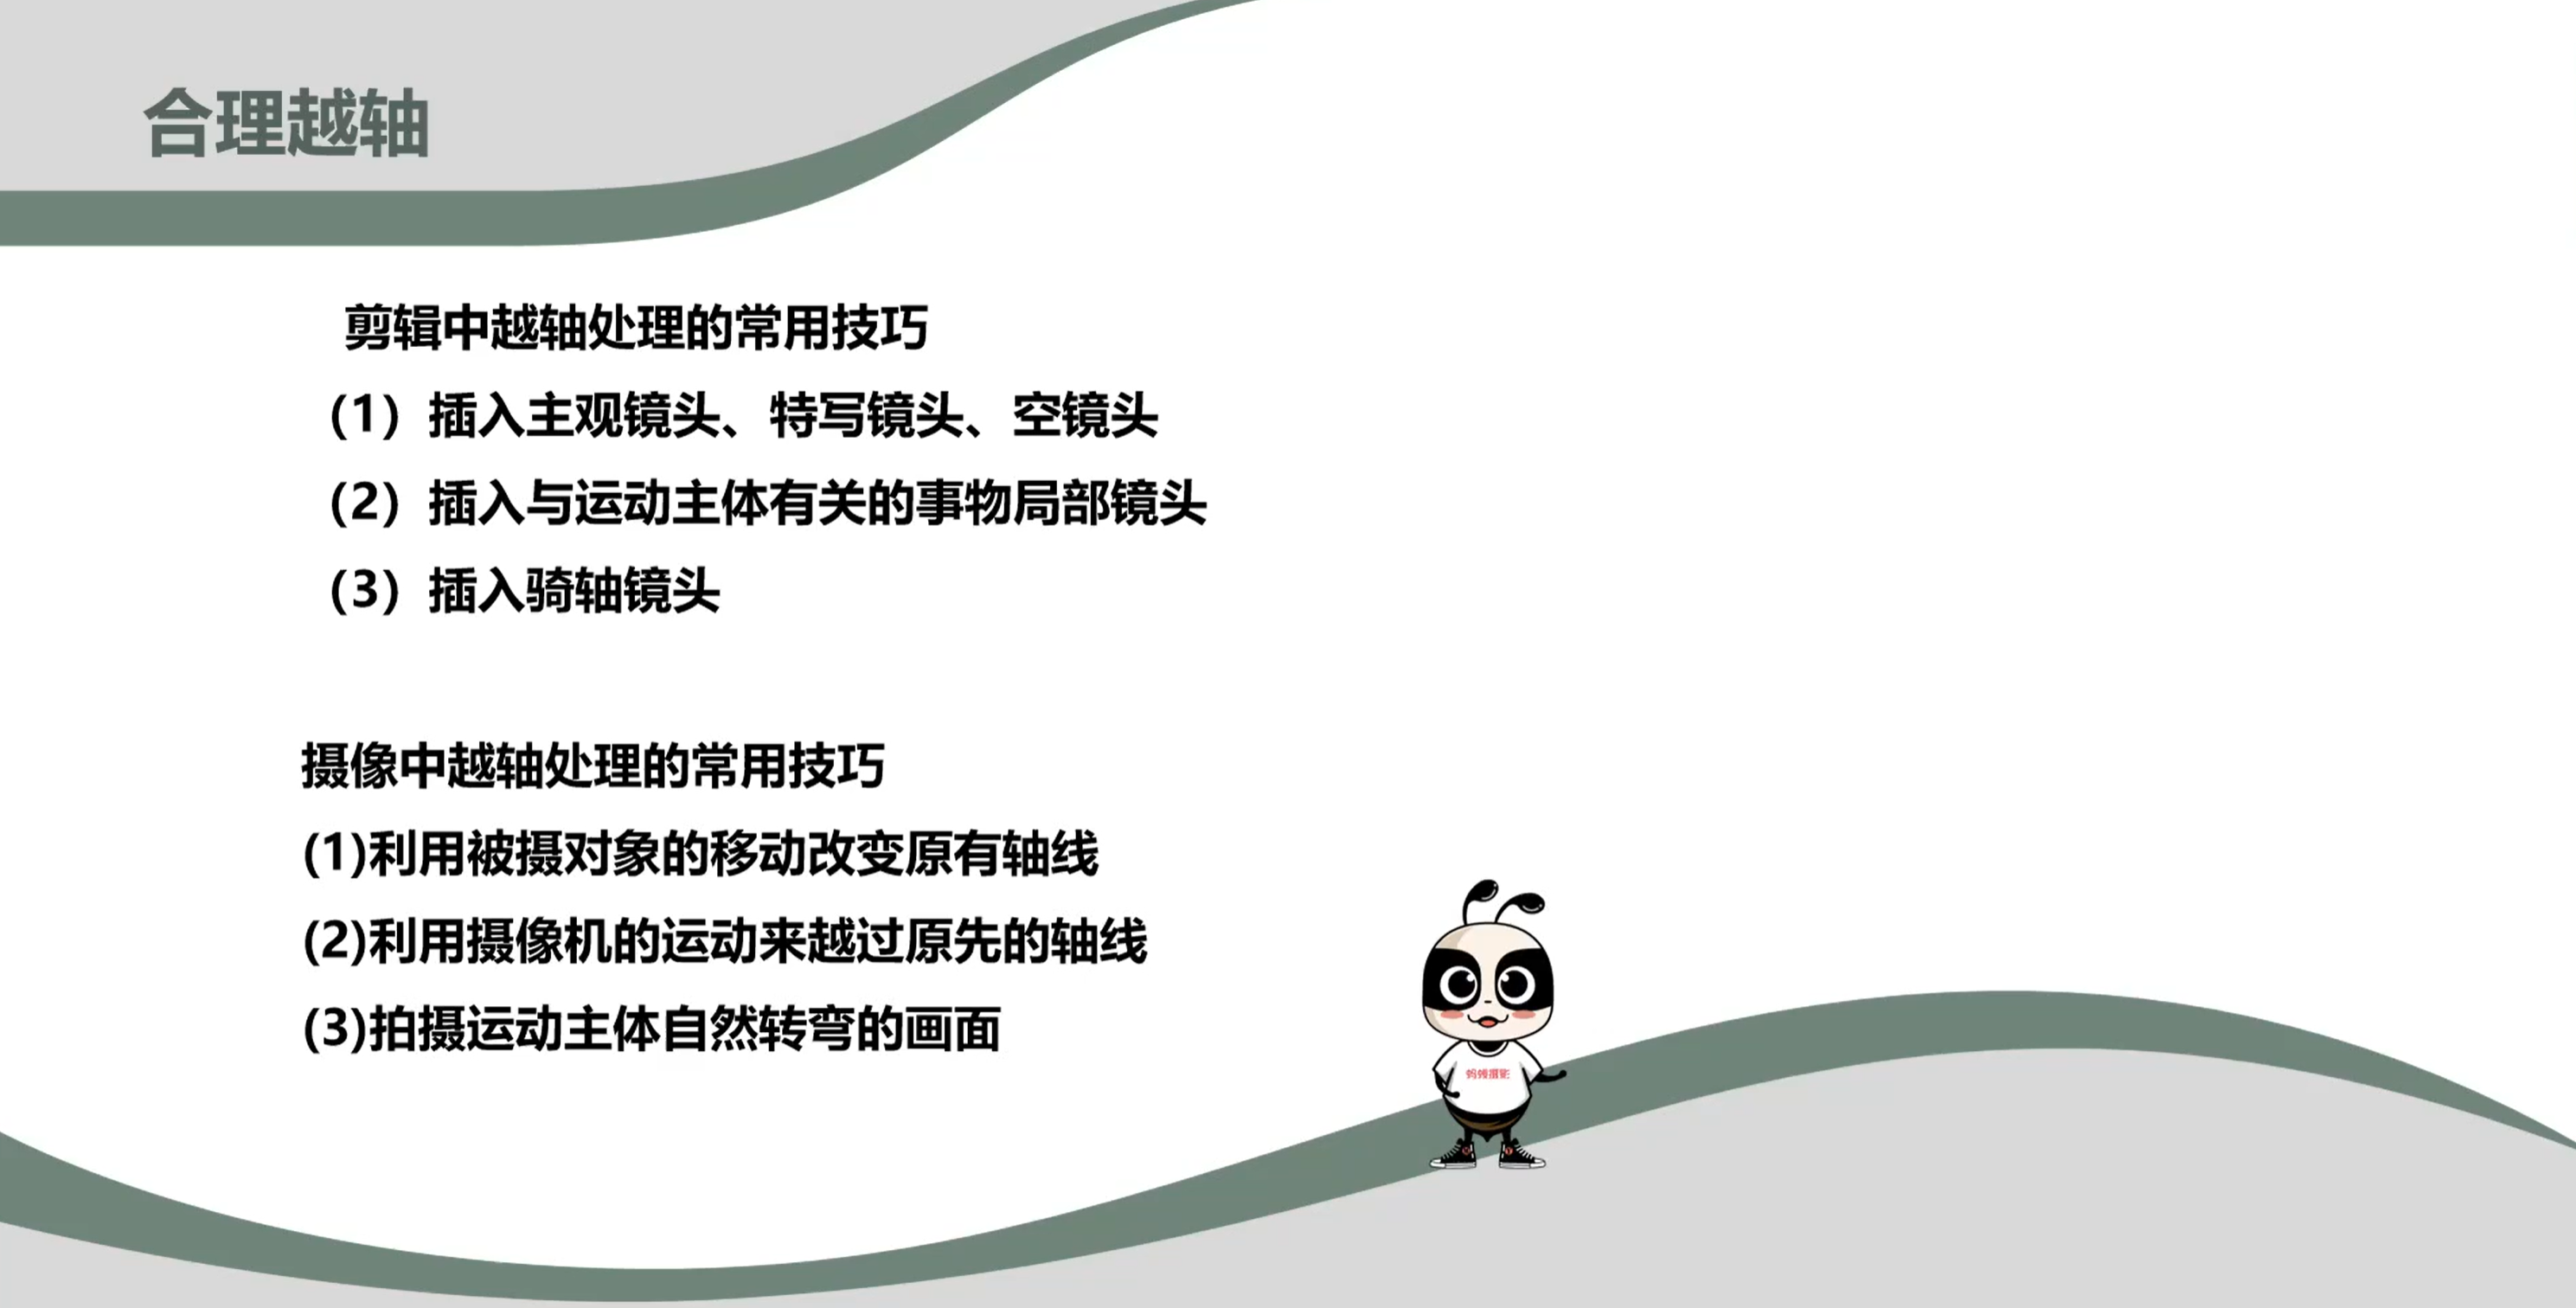 合理越轴
剪辑中越轴处理的常用技巧
（1）插入主观镜头、特写镜头、空镜头
（2）插入与运动主体有关的事物局部镜头
（3）插入骑轴镜头
摄像中越轴处理的常用技巧
(1)利用被摄对象的移动改变原有轴线
(2)利用摄像机的运动来越过原先的轴线
(3)拍摄运动主体自然转弯的画面
蚂蜂摄影